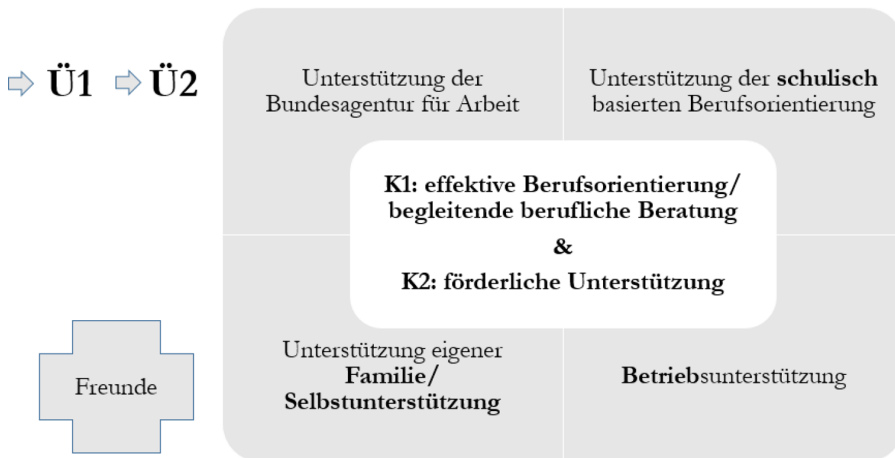 Ü1 Ü2
Unterstützung der
Bundesagentur für Arbeit
Unterstützung der schulisch
basierten Berufsorientierung
K1: effektive Berufsorientierung/
begleitende berufliche Beratung
&
K2: förderliche Unterstützung
Freunde
Unterstützung eigener
Familie/
Selbstunterstützung
Betriebsunterstützung